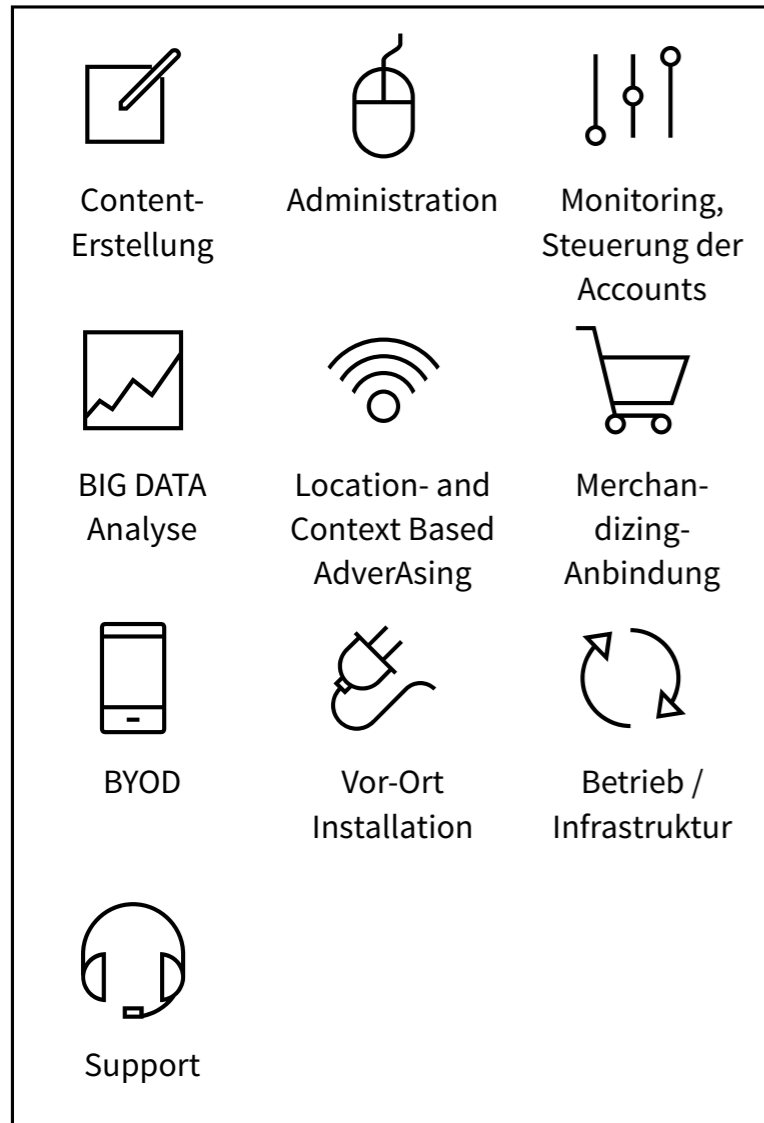 Content-
Erstellung
Administration
Monitoring,
Steuerung der
Accounts
BIG DATA
Analyse
Location- and
Context Based
AdverAsing
Merchan-
dizing-
Anbindung
BYOD
Vor-Ort
Installation
Betrieb /
Infrastruktur
Support